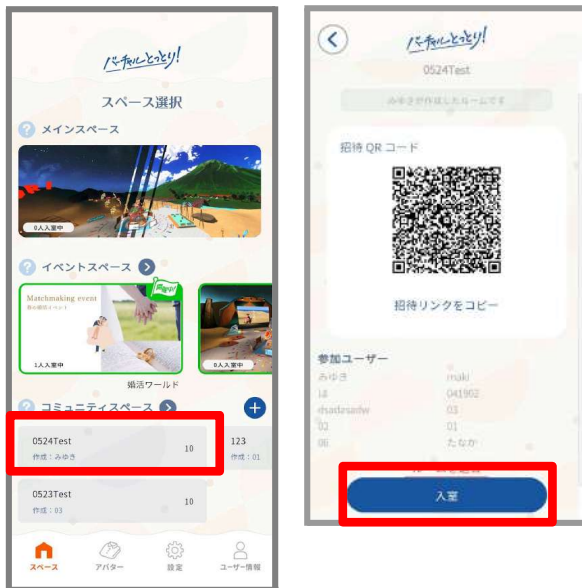 バーチャルとっとり!
スペース選択
? メインスペース
0人入室中
? イベントスペース
開催中!
Matchmaking event
1人入室中
0人入室中
婚活ワールド
? コミュニティスペース
0524Test
作成：みゆき
10
123
作成：01
0523Test
作成：03
10
スペース
アバター
設定
ユーザー情報
バーチャルとっとり!
0524Test
みゆきが作成したルームです
招待 QR コード
招待リンクをコピー
参加ユーザー
みゆき
maki
は
041902
dsadzsadw
03
02
01
06
たなか
入室